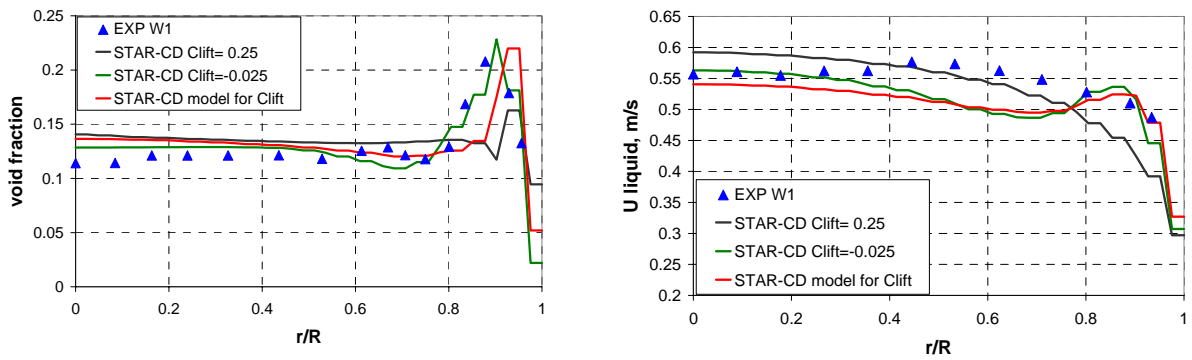 0.25
0.2
0.15
0.1
0.05
0
void fraction
EXP W1
STAR-CD Clift= 0.25
STAR-CD Clift=-0.025
STAR-CD model for Clift
0 0.2 0.4 0.6 0.8 1
r/R
0.65
0.6
0.55
0.5
0.45
0.4
0.35
0.3
0.25
0.2
U liquid, m/s
EXP W1
STAR-CD Clift= 0.25
STAR-CD Clift=-0.025
STAR-CD model for Clift
0 0.2 0.4 0.6 0.8 1
r/R